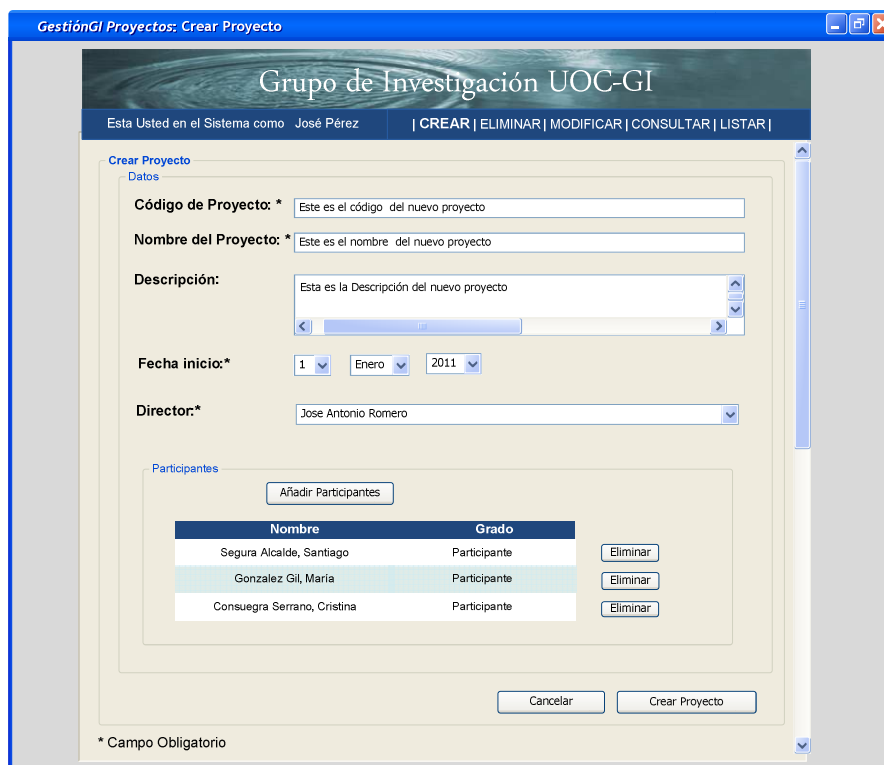 GestiónGI Proyectos: Crear Proyecto
Grupo de Investigación UOC-GI
Esta Usted en el Sistema como José Pérez | CREAR | ELIMINAR | MODIFICAR | CONSULTAR | LISTAR |
Crear Proyecto
Datos
Código de Proyecto: * Este es el código del nuevo proyecto
Nombre del Proyecto: * Este es el nombre del nuevo proyecto
Descripción: Esta es la Descripción del nuevo proyecto
Fecha inicio:* 1 Enero 2011
Director:* Jose Antonio Romero
Participantes
Añadir Participantes
Nombre Grado
Segura Alcalde, Santiago Participante Eliminar
Gonzalez Gil, María Participante Eliminar
Consuegra Serrano, Cristina Participante Eliminar
Cancelar Crear Proyecto
* Campo Obligatorio